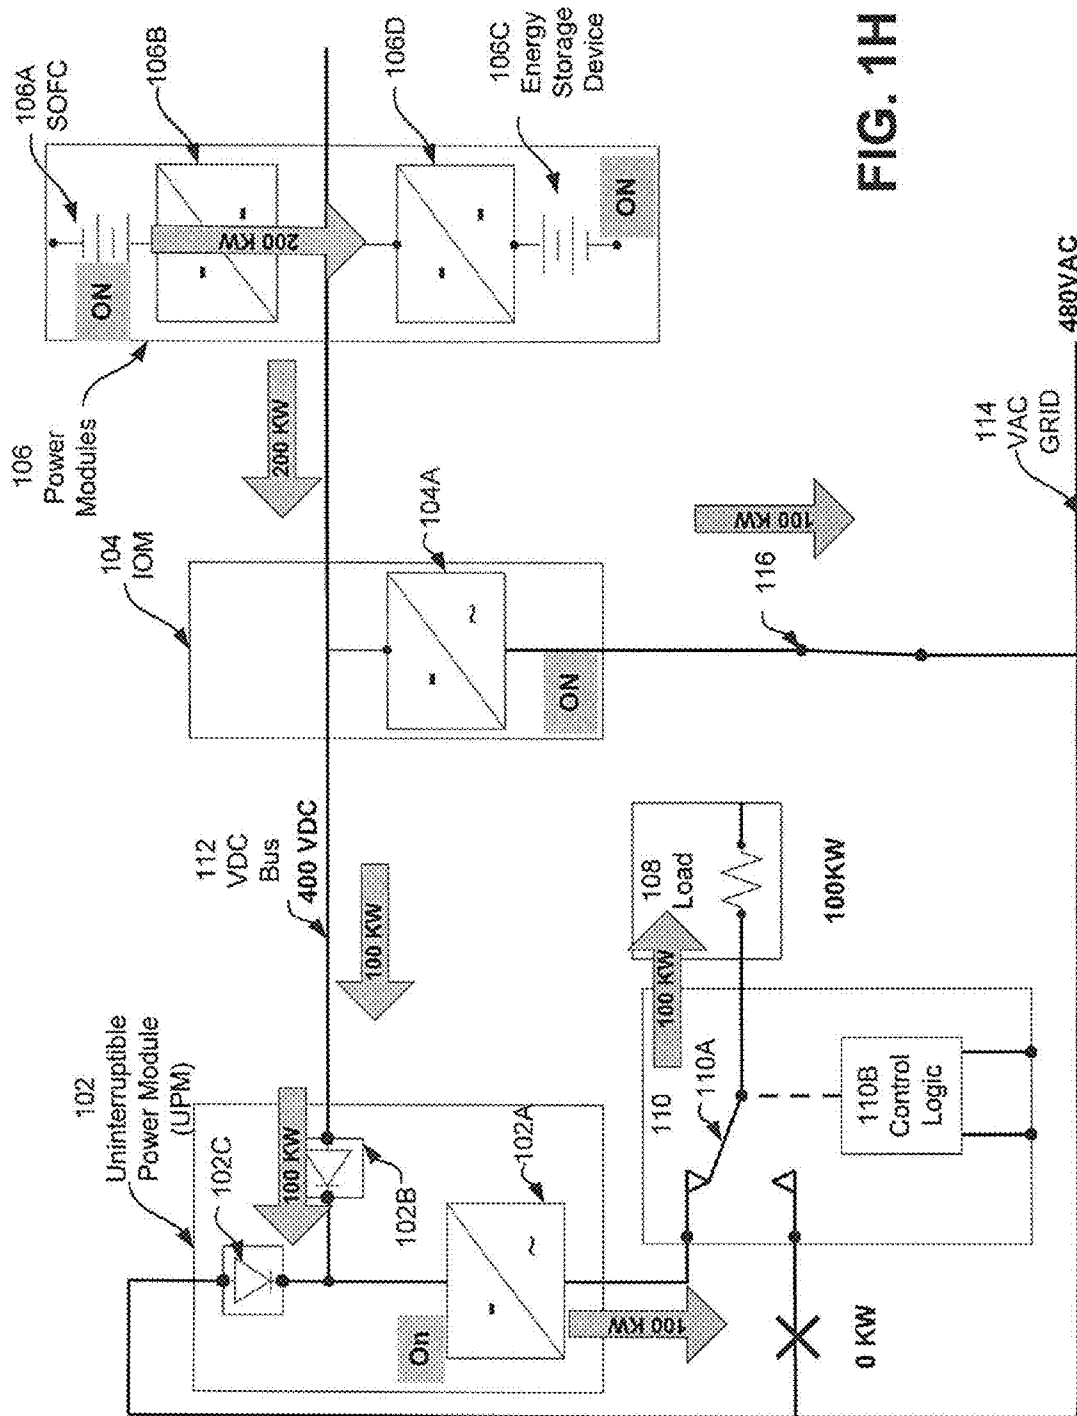 102
Uninterruptible
Power Module
(UPM)
102C
100 KW
102B
102A
On
100 KW
0 KW
112
VDC
Bus
400 VDC
100 KW
110
110A
100 KW
110B
Control
Logic
108
Load
100KW
104
IOM
104A
ON
116
100 KW
106
Power
Modules
200 KW
106A
SOFC
ON
106B
200 KW
106D
106C
Energy
Storage
Device
ON
114
VAC
GRID
480VAC
FIG. 1H